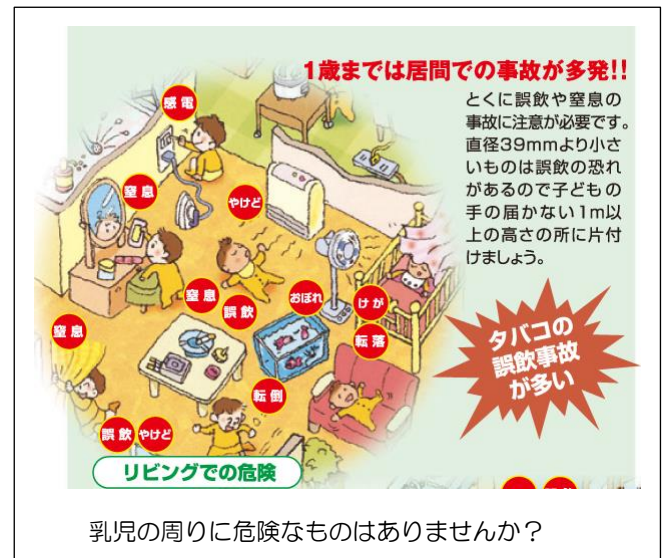 1歳までは居間での事故が多発!!
とくに誤飲や窒息の
事故に注意が必要です。
直径39mmより小さ
いものは誤飲の恐れ
があるので子どもの
手の届かない1m以
上の高さの所に片付
けましょう。
感電
窒息
やけど
窒息
誤飲
おぼれ
けが
転落
窒息
転倒
誤飲
やけど
タバコの
誤飲事故
が多い
リビングでの危険
乳児の周りに危険なものはありませんか？